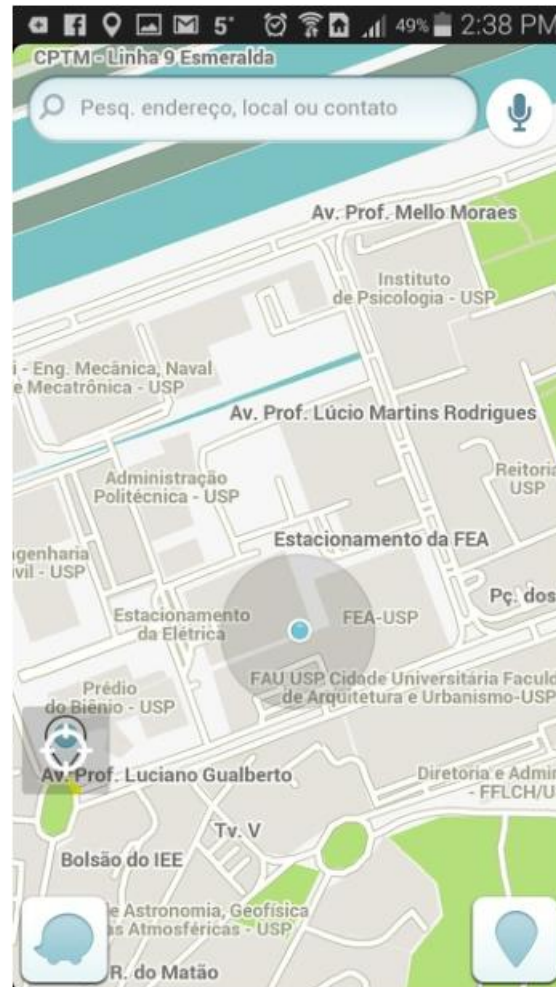 5°
49%
2:38 PM
CPTM - Linha 9 Esmeralda
Pesq. endereço, local ou contato
Av. Prof. Mello Moraes
Instituto
de Psicologia - USP
i - Eng. Mecânica, Naval
e Mecatrônica - USP
Av. Prof. Lúcio Martins Rodrigues
Reitoria
USP
Administração
Politécnica - USP
Estacionamento da FEA
genharia
vil - USP
Pç. dos
Estacionamento
da Elétrica
FEA-USP
FAU USP Cidade Universitária Faculd
de Arquitetura e Urbanismo-USP
Prédio
do Biênio - USP
Av. Prof. Luciano Gualberto
Diretoria e Admin
- FFLCH/U
Tv. V
Bolsão do IEE
e Astronomia, Geofísica
as Atmosféricas - USP
R. do Matão